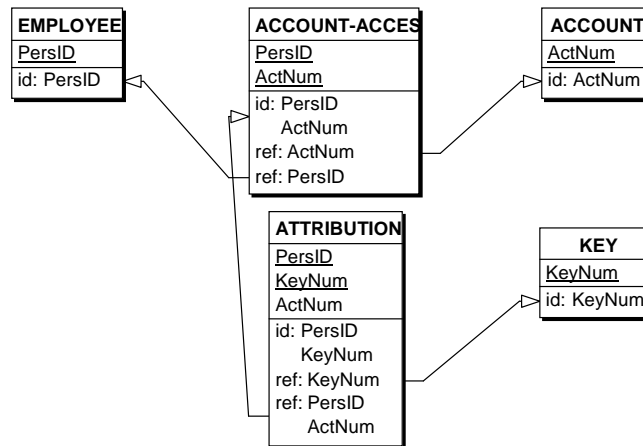 EMPLOYEE
PersID
id: PersID
ACCOUNT-ACCES
PersID
ActNum
id: PersID
ActNum
ref: ActNum
ref: PersID
ACCOUNT
ActNum
id: ActNum
ATTRIBUTION
PersID
KeyNum
ActNum
id: PersID
KeyNum
ref: KeyNum
ref: PersID
ActNum
KEY
KeyNum
id: KeyNum